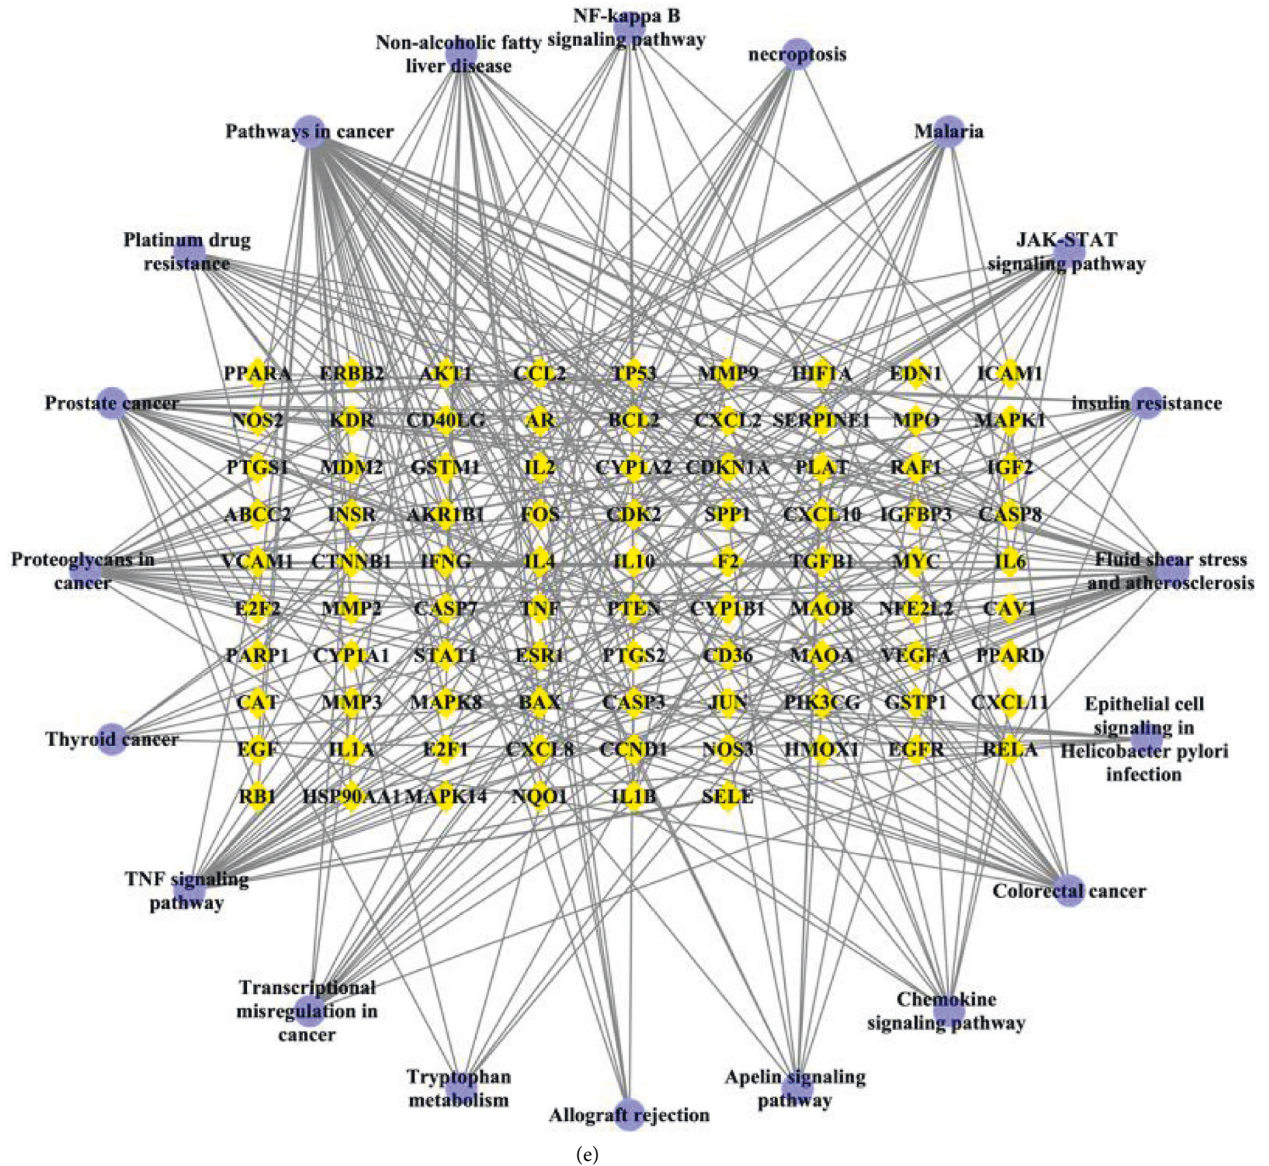 NF-kappa B
signaling pathway
Non-alcoholic fatty
liver disease
necroptosis
Pathways in cancer
Malaria
Platinum drug
resistance
JAK-STAT
signaling pathway
PPARA ERBB2 AKT1 CCL2 TP53 MMP9 HIF1A EDN1 ICAM1
Prostate cancer
insulin resistance
NOS2 KDR CD40LG AR BCL2 CXCL2 SERPINE1 MPO MAPK1
PTGS1 MDM2 GSTM1 IL2 CYP1A2 CDKN1A PLAT RAF1 IGF2
ABCC2 INSR AKR1B1 FOS CDK2 SPP1 CXCL10 IGFBP3 CASP8
Proteoglycans in
cancer
VCAM1 CTNNB1 IFNG IL4 IL10 F2 TGFB1 MYC IL6
Fluid shear stress
and atherosclerosis
E2F2 MMP2 CASP7 TNF PTEN CYP1B1 MAOB NFE2L2 CAV1
PARP1 CYP1A1 STAT1 ESR1 PTGS2 CD36 MAOA VEGFA PPARD
CAT MMP3 MAPK8 BAX CASP3 JUN PIK3CG GSTP1 CXCL11
Thyroid cancer
Epithelial cell
signaling in
Helicobacter pylori
infection
EGF IL1A E2F1 CXCL8 CCND1 NOS3 HMOX1 EGFR RELA
RB1 HSP90AA1 MAPK14 NQO1 IL1B SELE
TNF signaling
pathway
Colorectal cancer
Transcriptional
misregulation in
cancer
Chemokine
signaling pathway
Tryptophan
metabolism
Allograft rejection
Apelin signaling
pathway
(e)